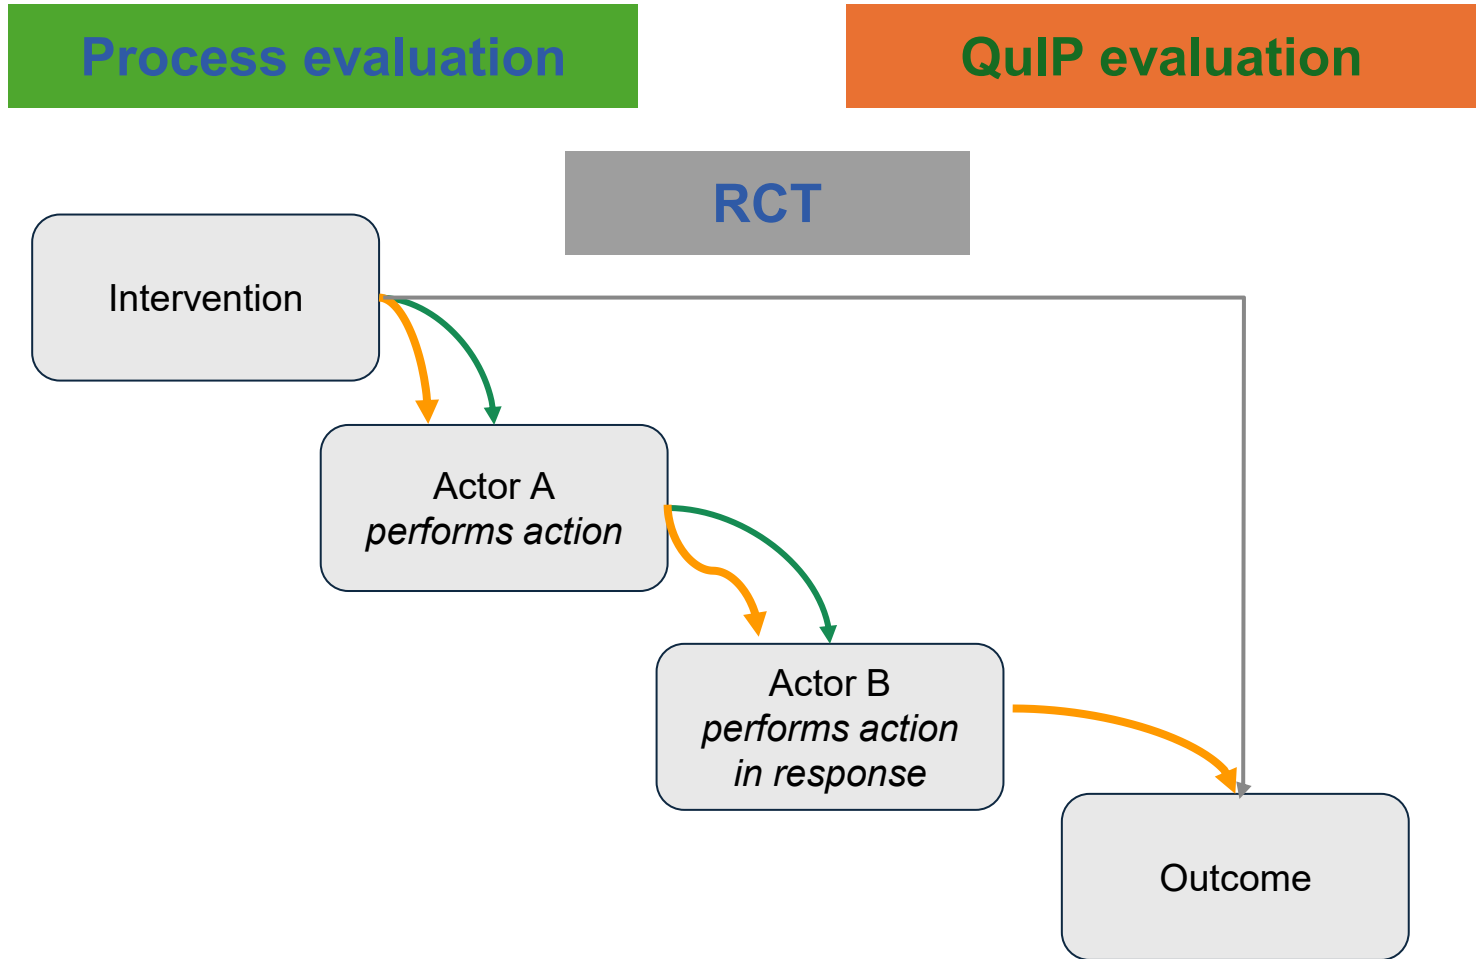 Process evaluation
QuIP evaluation
RCT
Intervention
Actor A
performs action
Actor B
performs action
in response
Outcome